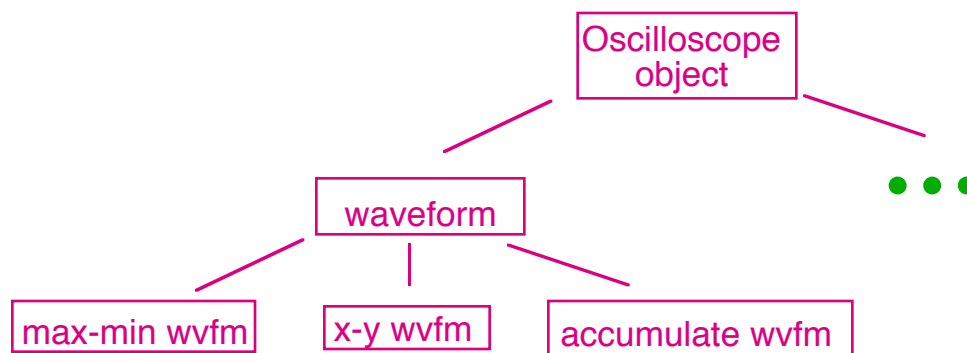 Oscilloscope
object
waveform
max-min wvfm
x-y wvfm
accumulate wvfm